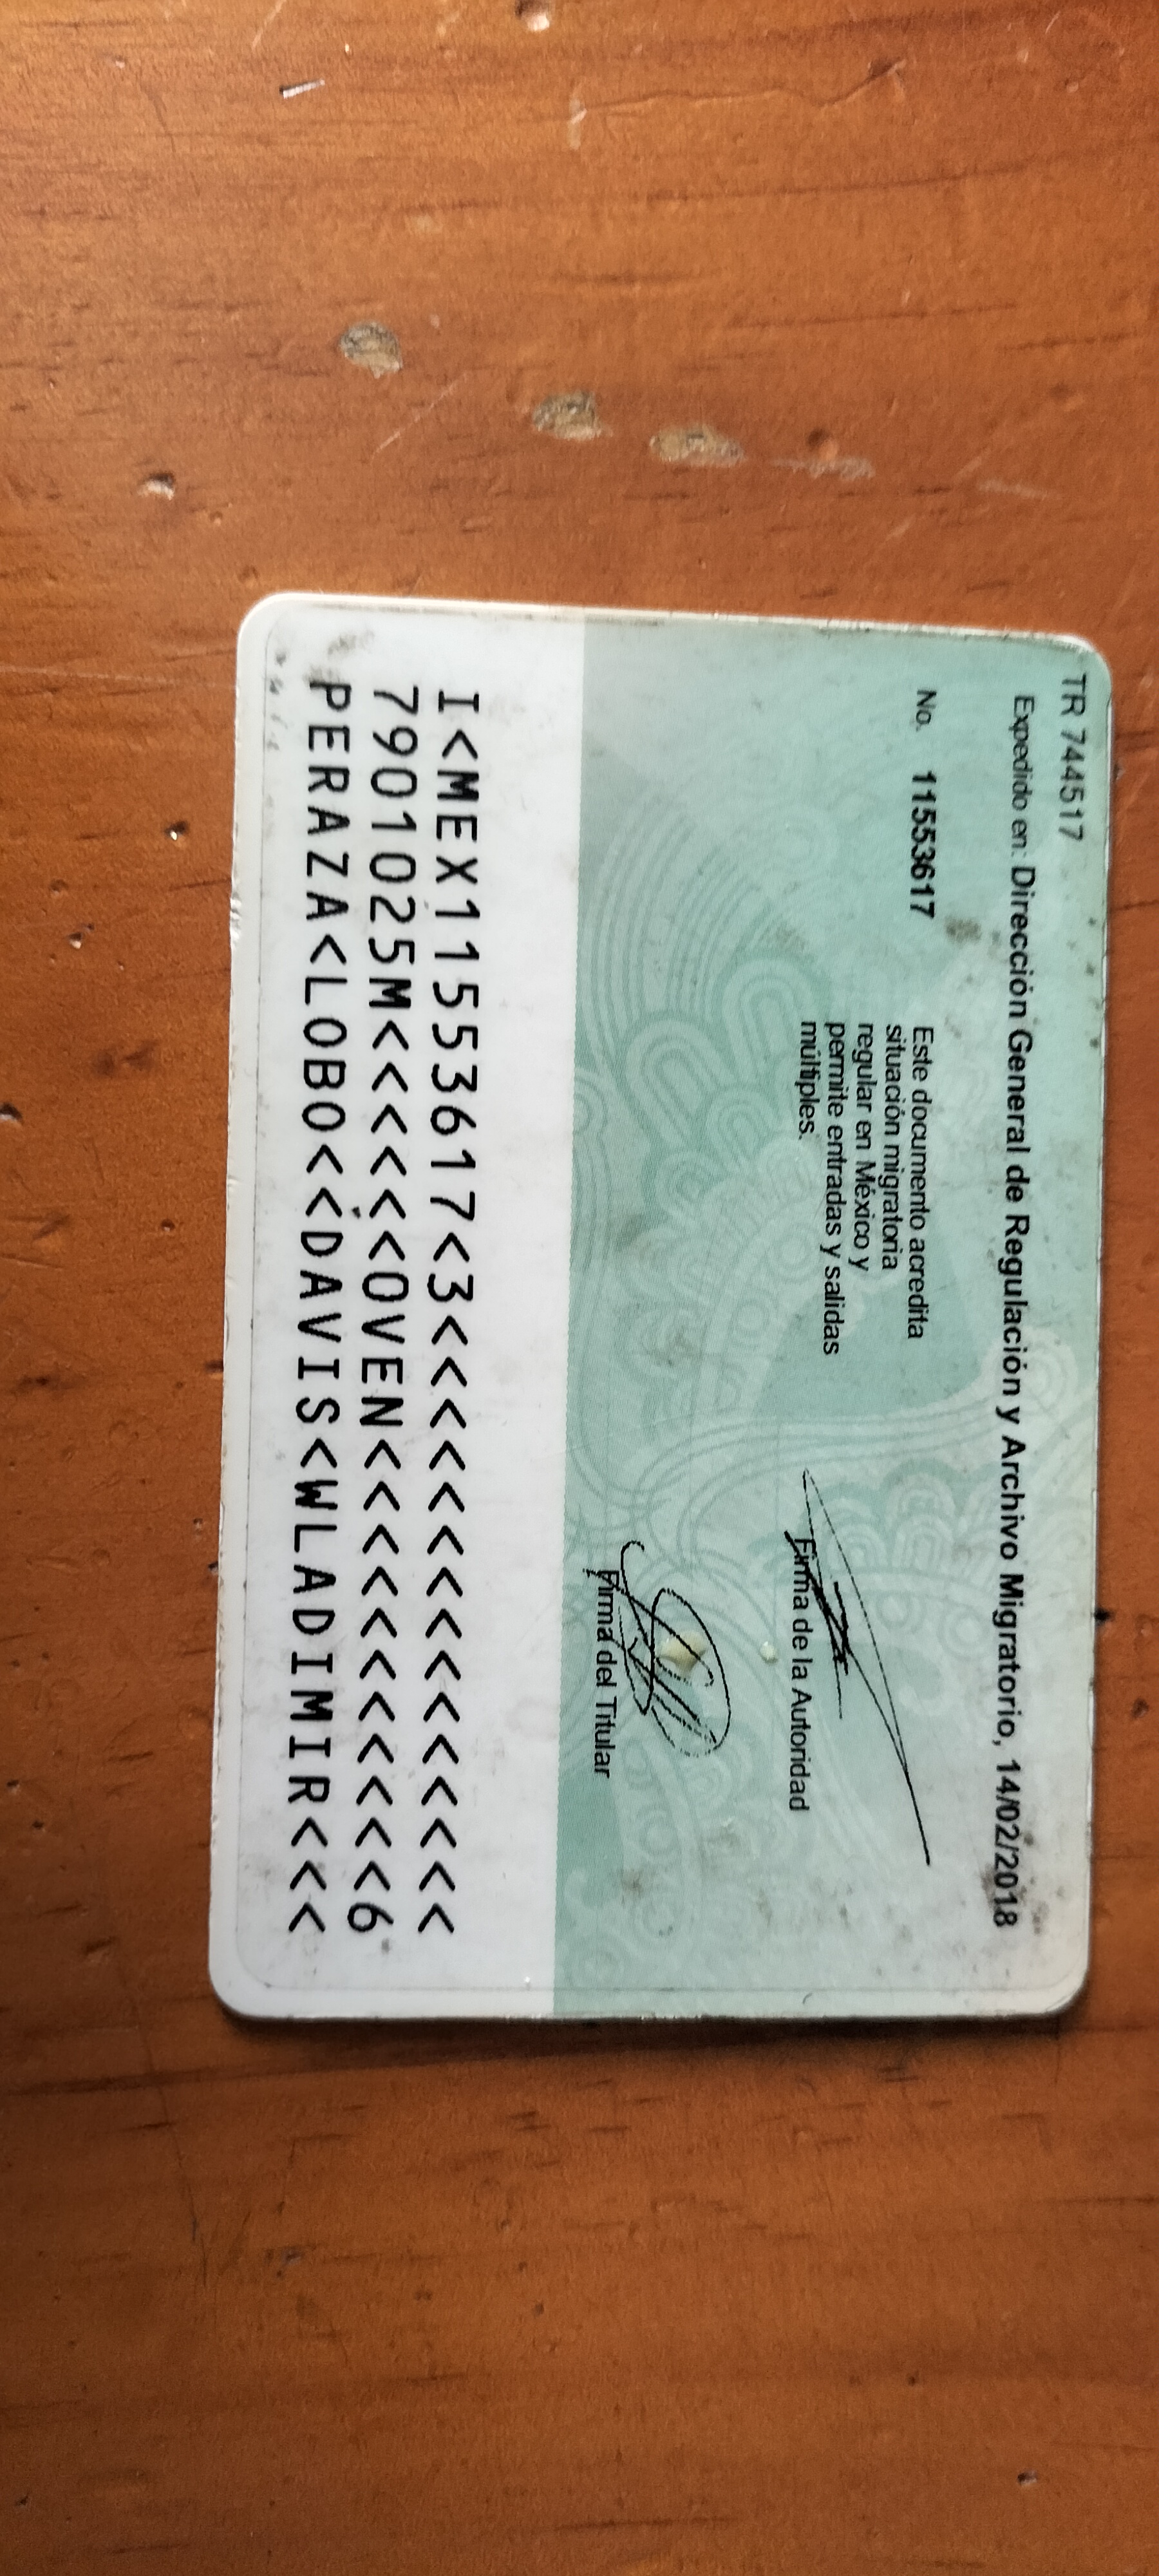 TR 744517
Expedido en: Dirección General de Regulación y Archivo Migratorio, 14/02/2018
No. 11553617
Este documento acredita
situación migratoria
regular en México y
permite entradas y salidas
múltiples.
Firma de la Autoridad
Firma del Titular
I<MEX11553617<3<<<<<<<<<<<<<<<
7901025M<<<<<<0VEN<<<<<<<<<<<6
PERAZA<LOBO<<DAVIS<WLADIMIR<<<